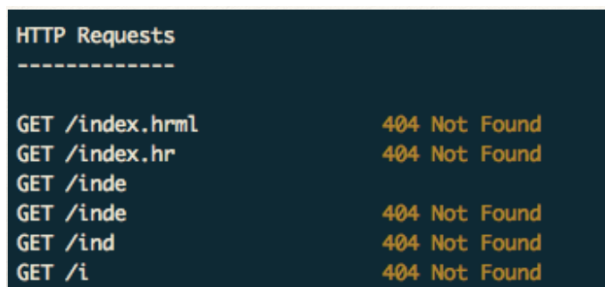 HTTP Requests
-------------
GET /index.hrml 404 Not Found
GET /index.hr 404 Not Found
GET /inde
GET /inde 404 Not Found
GET /ind 404 Not Found
GET /i 404 Not Found